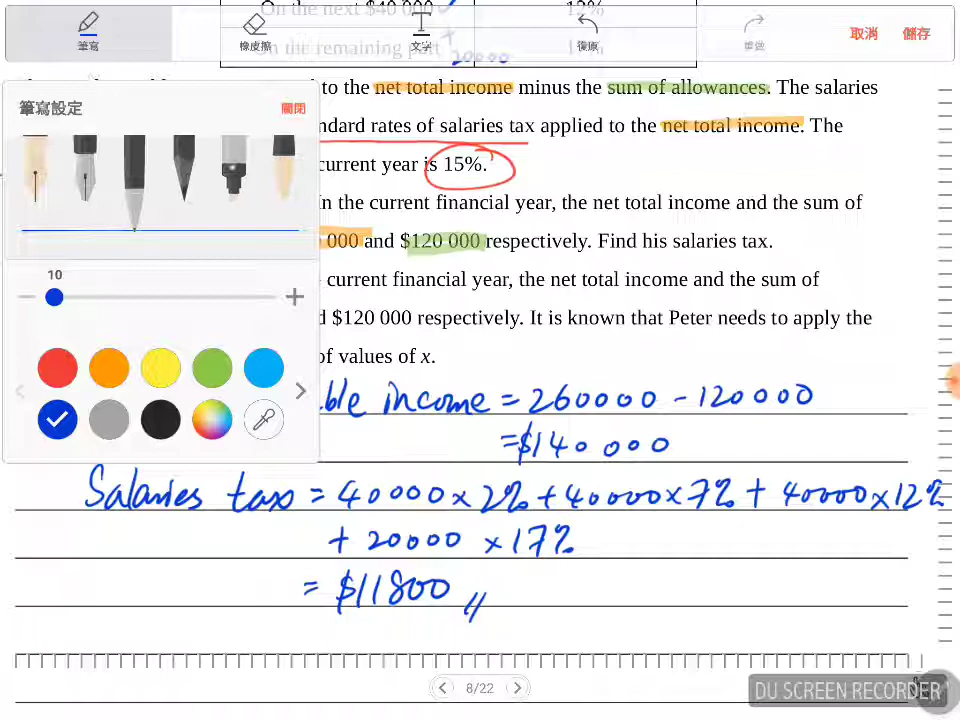 On the next $40 000 12%
筆寫 橡皮擦 文字 復原 重做 取消 儲存
the remaining part
+
20000
筆寫設定 關閉
to the net total income minus the sum of allowances. The salaries
ndard rates of salaries tax applied to the net total income. The
current year is 15%.
In the current financial year, the net total income and the sum of
000 and $120 000 respectively. Find his salaries tax.
10
current financial year, the net total income and the sum of
d $120 000 respectively. It is known that Peter needs to apply the
of values of x.
ble income = 260000 - 120000
= $140000
Salaries tax = 40000 x 2% + 40000 x 7% + 40000 x 12%
+ 20000 x 17%
= $11800 //
8/22
DU SCREEN RECORDER